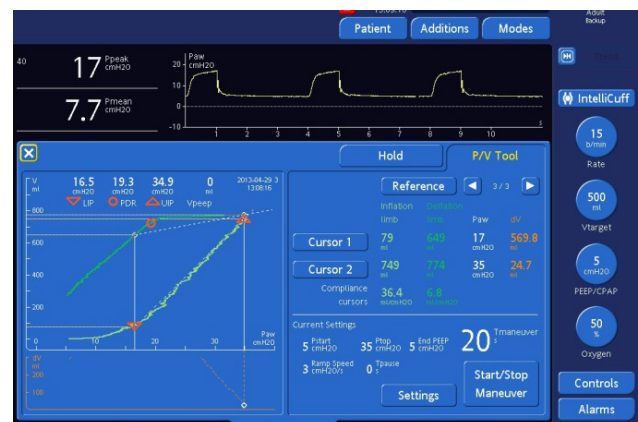 Adult
Backup
Patient
Additions
Modes
40
17 Ppeak
cmH2O
7.7 Pmean
cmH2O
Paw
20 cmH2O
10
0
-10
1 2 3 4 5 6 7 8 9 10 s
IntelliCuff
15
b/min
Rate
500
ml
Vtarget
5
cmH2O
PEEP/CPAP
50
%
Oxygen
Controls
Alarms
Hold
P/V Tool
V
ml
16.5
cmH2O
LIP
19.3
cmH2O
PDR
34.9
cmH2O
UIP
0
ml
Vpeep
2013-04-29 3
13:08:16
800
600
400
200
0 10 20 30
Paw
cmH2O
dV
ml
200
100
Reference
3 / 3
Inflation
limb
Deflation
limb
Paw
dV
Cursor 1
79
ml
649
ml
17
cmH2O
569.8
ml
Cursor 2
749
ml
774
ml
35
cmH2O
24.7
ml
Compliance
cursors
36.4
ml/cmH2O
6.8
ml/cmH2O
Current Settings
5 Pstart
cmH2O
35 Ptop
cmH2O
5 End PEEP
cmH2O
20 Tmaneuver
s
3 Ramp Speed
cmH2O/s
0 Tpause
s
Settings
Start/Stop
Maneuver